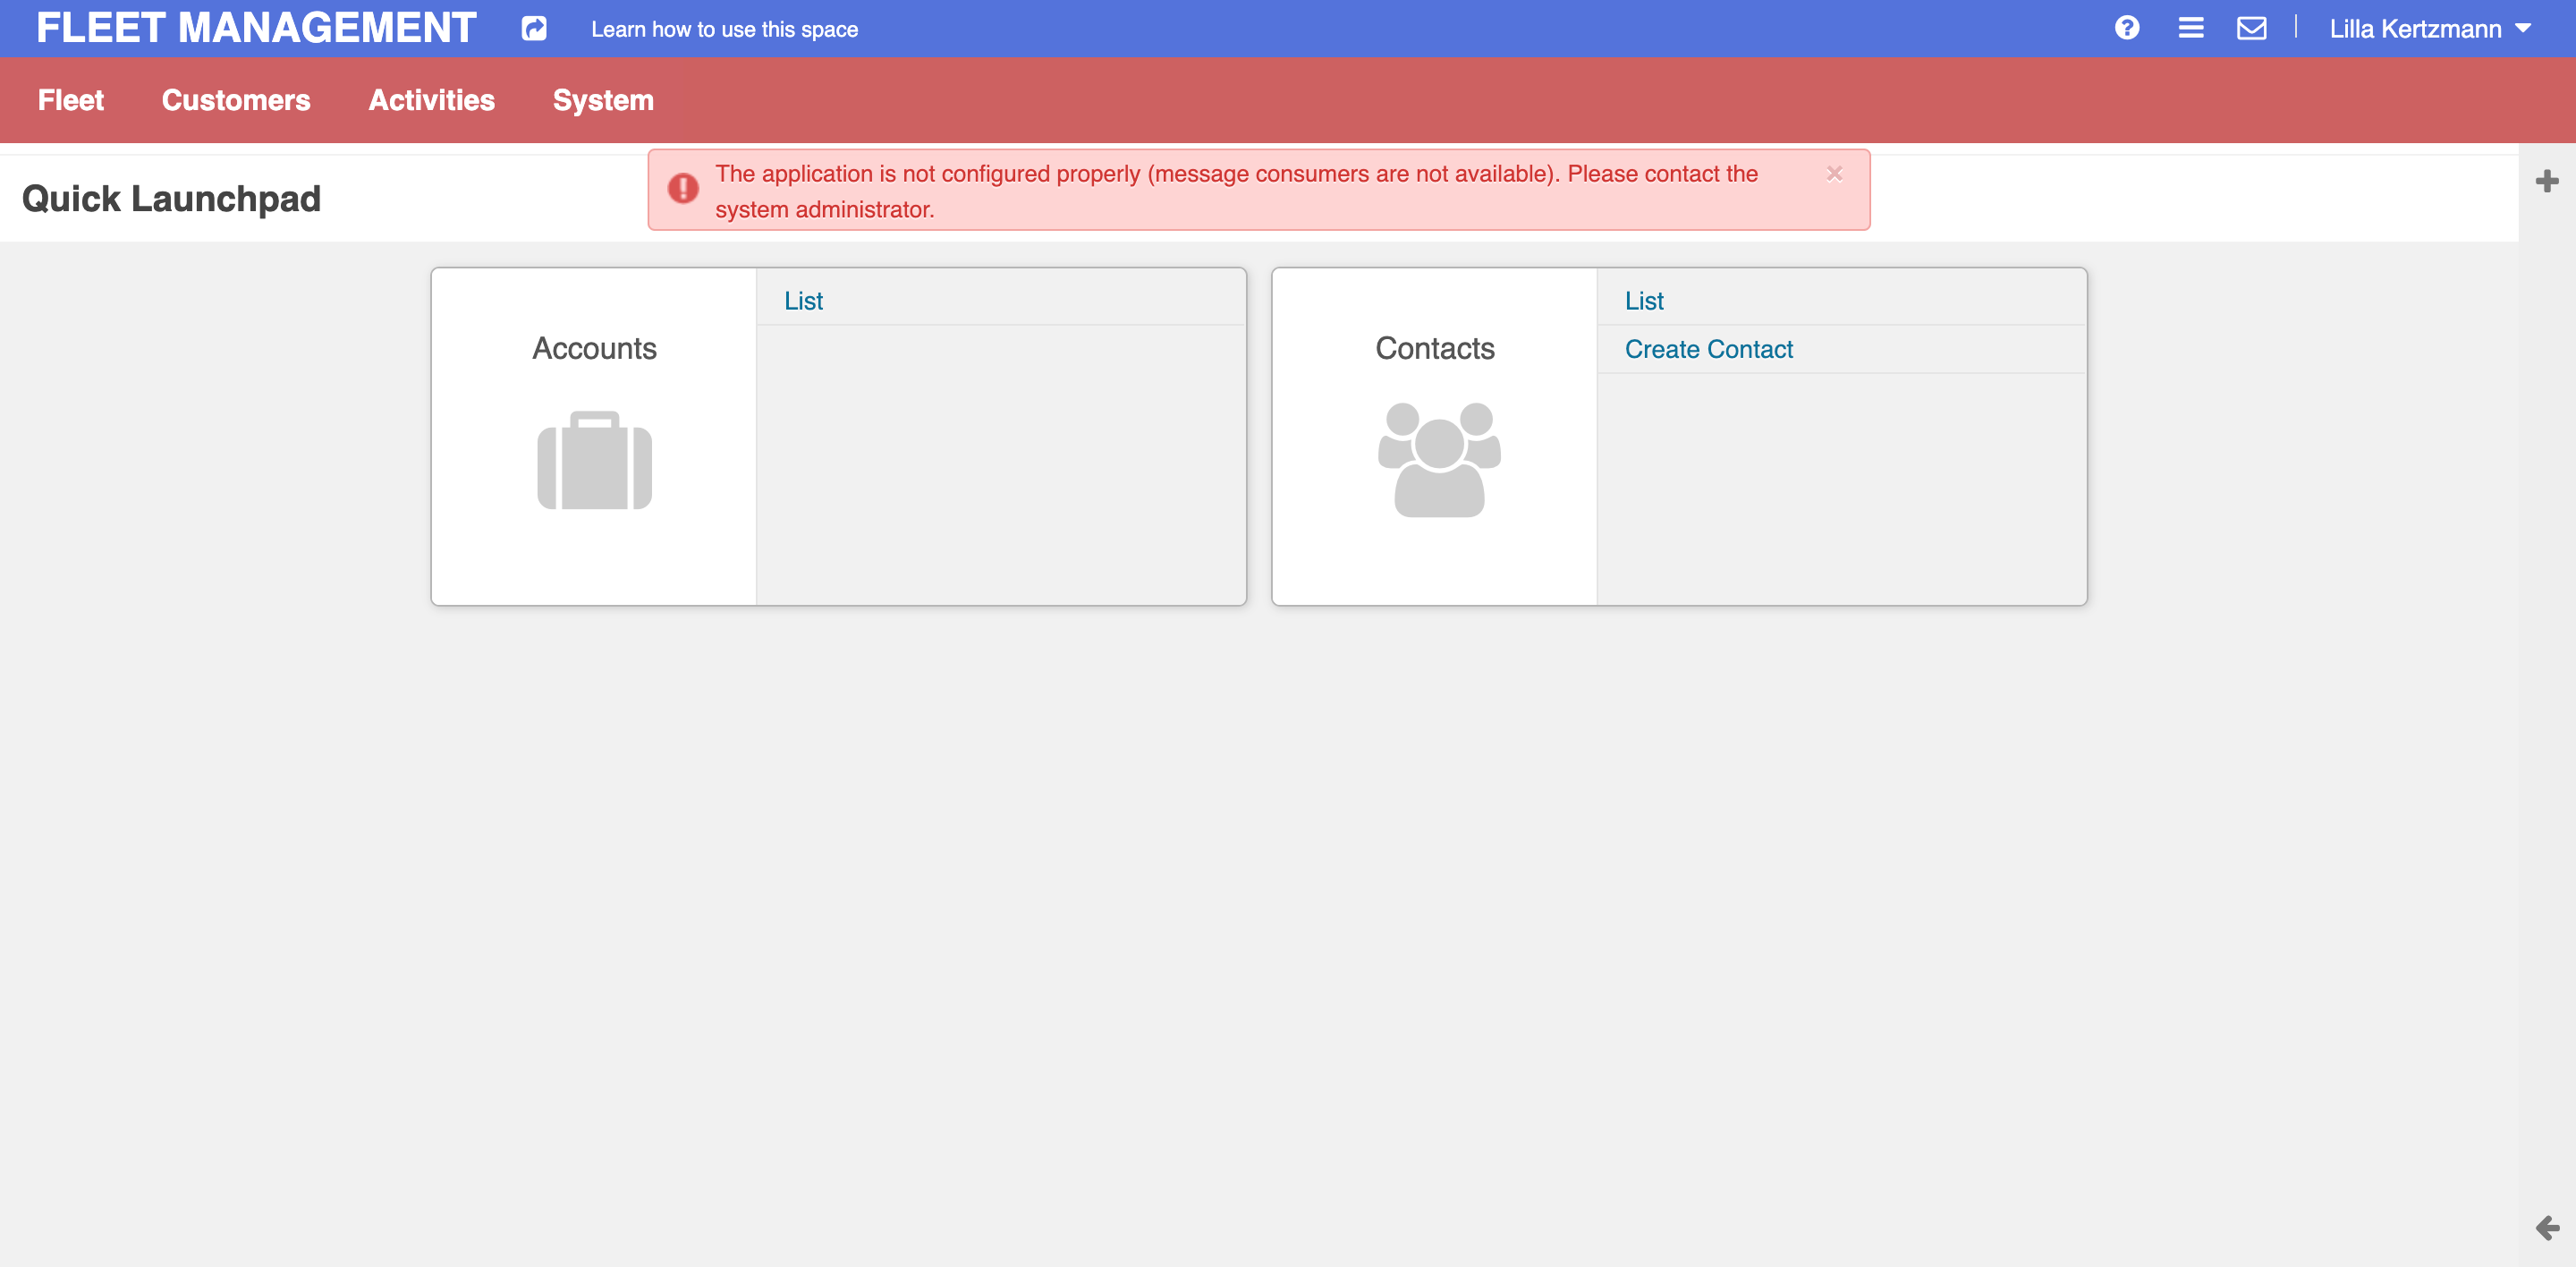 FLEET MANAGEMENT
Learn how to use this space
Lilla Kertzmann
Fleet
Customers
Activities
System
Quick Launchpad
The application is not configured properly (message consumers are not available). Please contact the
system administrator.
Accounts
List
Contacts
List
Create Contact